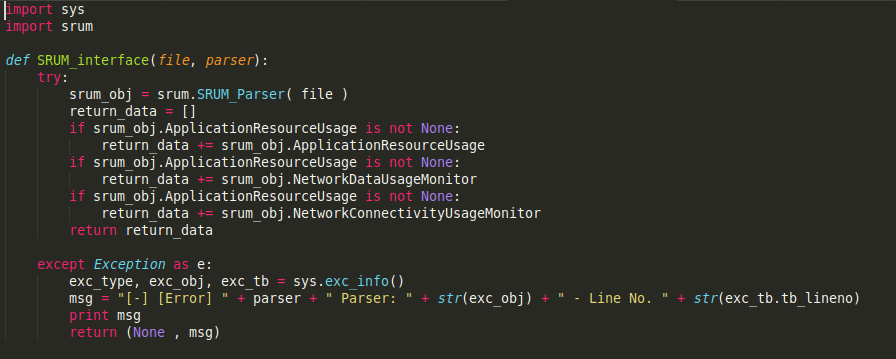 import sys
import srum

def SRUM_interface(file, parser):
    try:
        srum_obj = srum.SRUM_Parser( file )
        return_data = []
        if srum_obj.ApplicationResourceUsage is not None:
            return_data += srum_obj.ApplicationResourceUsage
        if srum_obj.ApplicationResourceUsage is not None:
            return_data += srum_obj.NetworkDataUsageMonitor
        if srum_obj.ApplicationResourceUsage is not None:
            return_data += srum_obj.NetworkConnectivityUsageMonitor
        return return_data

    except Exception as e:
        exc_type, exc_obj, exc_tb = sys.exc_info()
        msg = "[-] [Error] " + parser + " Parser: " + str(exc_obj) + " - Line No. " + str(exc_tb.tb_lineno)
        print msg
        return (None , msg)